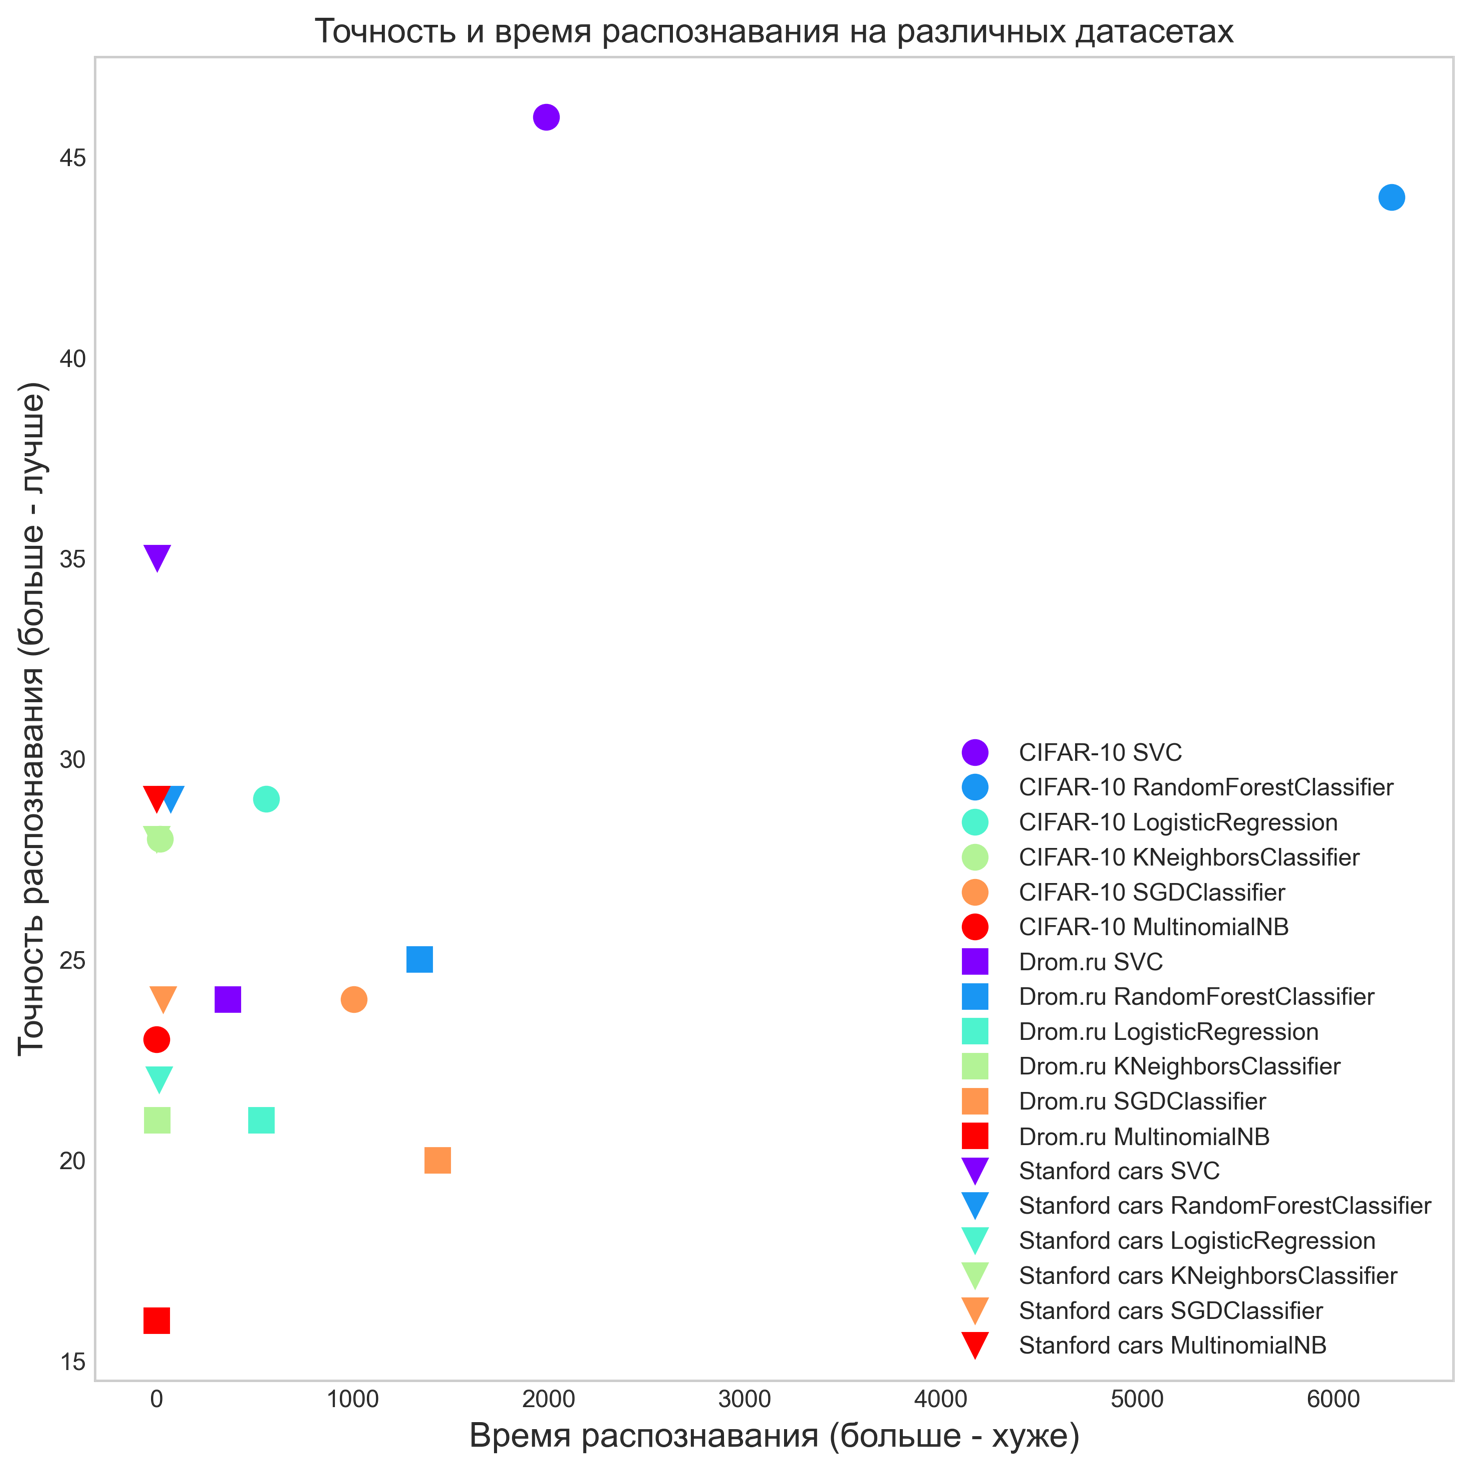 Точность и время распознавания на различных датасетах
Точность распознавания (больше - лучше)
45
40
35
30
25
20
15
CIFAR-10 SVC
CIFAR-10 RandomForestClassifier
CIFAR-10 LogisticRegression
CIFAR-10 KNeighborsClassifier
CIFAR-10 SGDClassifier
CIFAR-10 MultinomialNB
Drom.ru SVC
Drom.ru RandomForestClassifier
Drom.ru LogisticRegression
Drom.ru KNeighborsClassifier
Drom.ru SGDClassifier
Drom.ru MultinomialNB
Stanford cars SVC
Stanford cars RandomForestClassifier
Stanford cars LogisticRegression
Stanford cars KNeighborsClassifier
Stanford cars SGDClassifier
Stanford cars MultinomialNB
0 1000 2000 3000 4000 5000 6000
Время распознавания (больше - хуже)